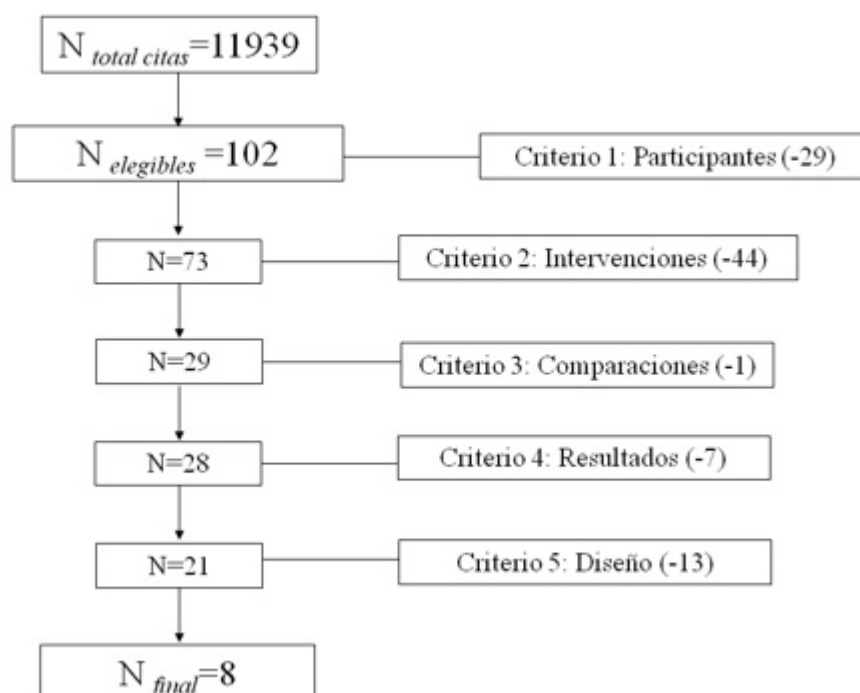 N total citas=11939
N elegibles =102
Criterio 1: Participantes (-29)
N=73
Criterio 2: Intervenciones (-44)
N=29
Criterio 3: Comparaciones (-1)
N=28
Criterio 4: Resultados (-7)
N=21
Criterio 5: Diseño (-13)
N final=8